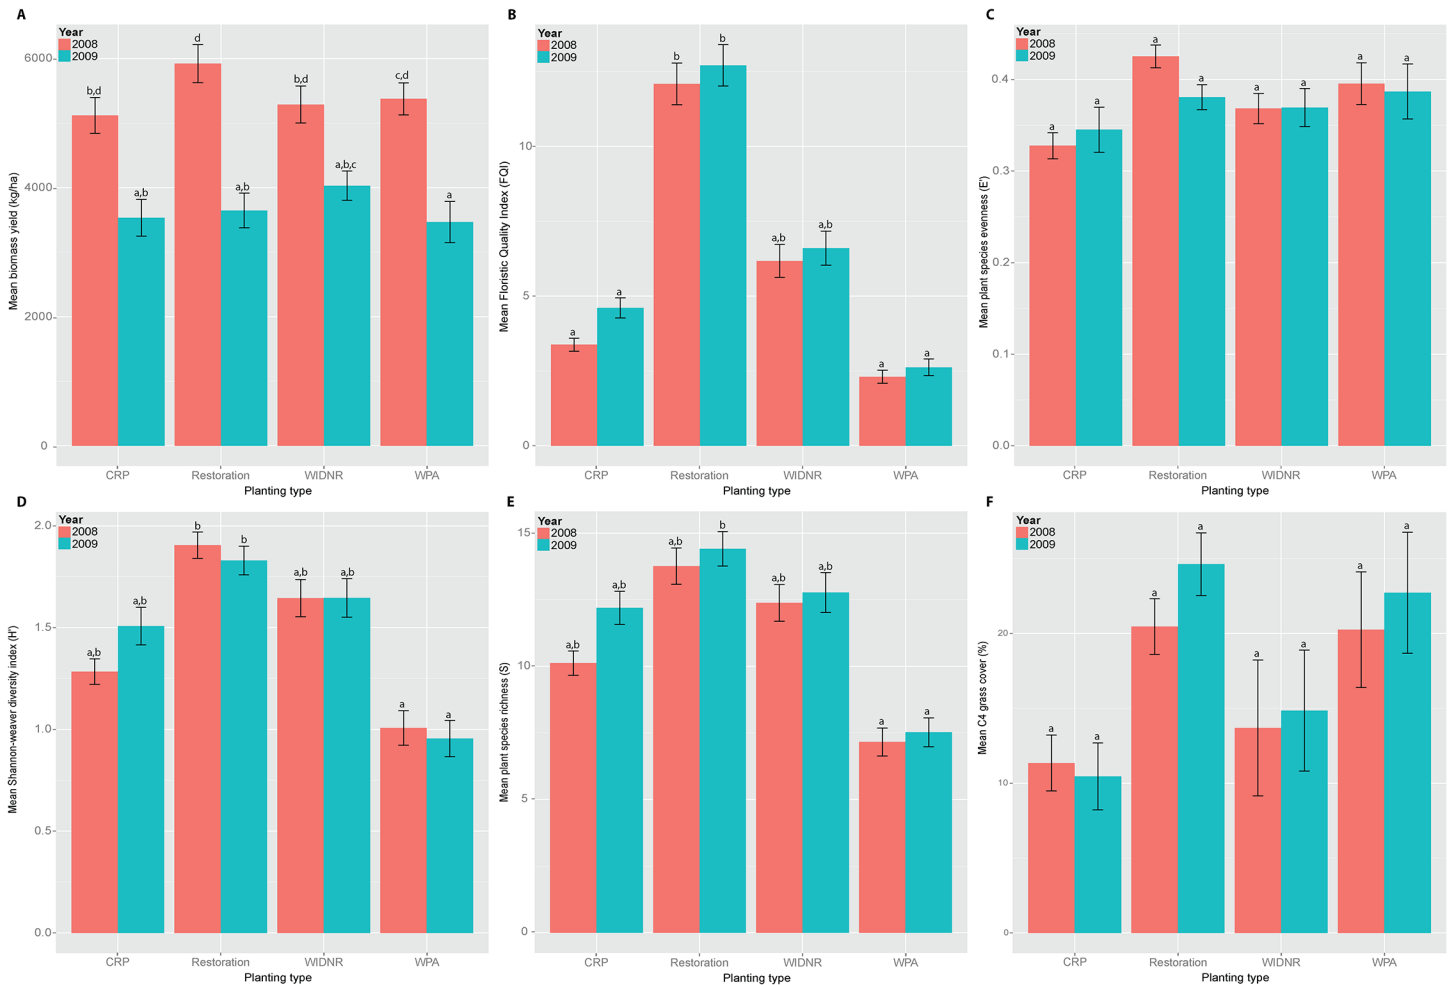 A
Year
2008
2009
Mean biomass yield (kg/ha)
6000
4000
2000
0
b,d
a,b
d
a,b
b,d
a,b,c
c,d
a
CRP
Restoration
WIDNR
WPA
Planting type
B
Year
2008
2009
Mean Floristic Quality Index (FQI)
10
5
0
a
a
b
b
a,b
a,b
a
a
CRP
Restoration
WIDNR
WPA
Planting type
C
Year
2008
2009
Mean plant species evenness (E')
0.4
0.3
0.2
0.1
0.0
a
a
a
a
a
a
a
a
CRP
Restoration
WIDNR
WPA
Planting type
D
Year
2008
2009
Mean Shannon-weaver diversity index (H')
2.0
1.5
1.0
0.5
0.0
a,b
a,b
b
b
a,b
a,b
a
a
CRP
Restoration
WIDNR
WPA
Planting type
E
Year
2008
2009
Mean plant species richness (S)
15
10
5
0
a,b
a,b
a,b
b
a,b
a,b
a
a
CRP
Restoration
WIDNR
WPA
Planting type
F
Year
2008
2009
Mean C4 grass cover (%)
20
10
0
a
a
a
a
a
a
a
a
CRP
Restoration
WIDNR
WPA
Planting type